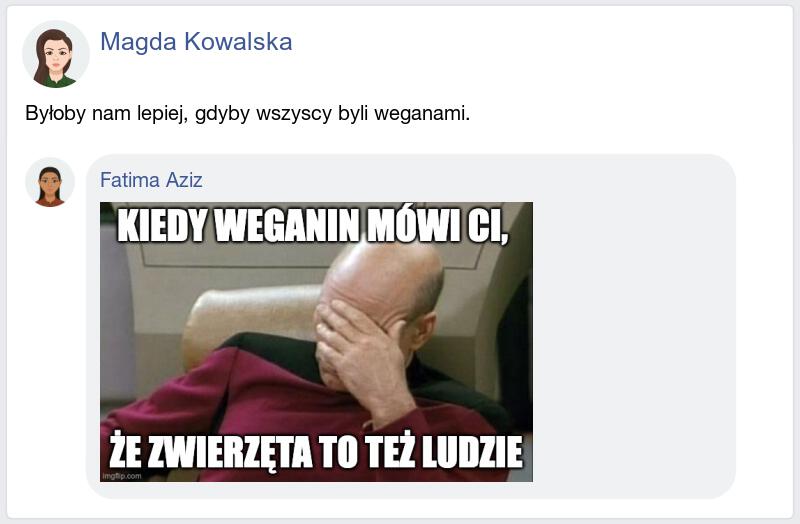 Magda Kowalska
Byłoby nam lepiej, gdyby wszyscy byli weganami.
Fatima Aziz
KIEDY WEGANIN MÓWI CI,
ŻE ZWIERZĘTA TO TEŻ LUDZIE
imgflip.com